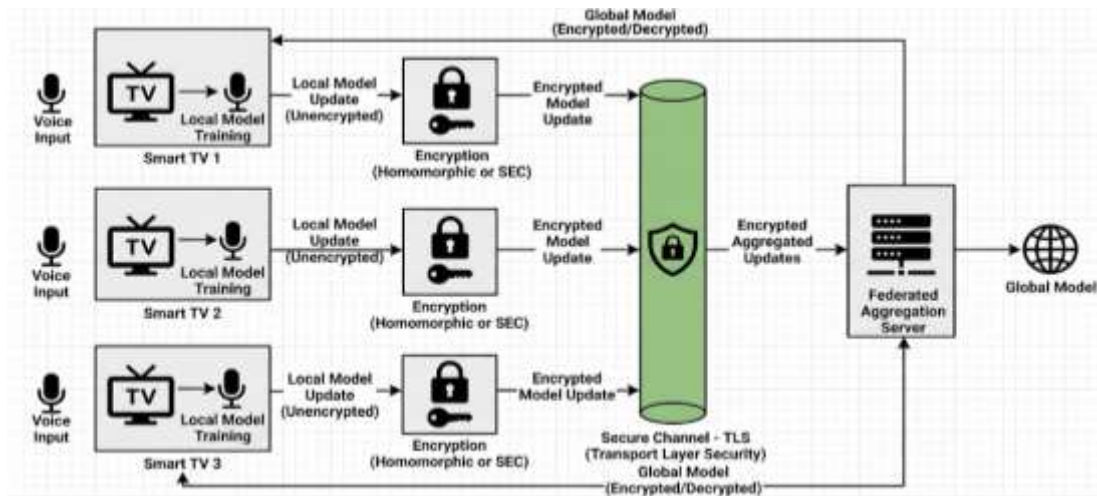 Global Model
(Encrypted/Decrypted)
Voice
Input
TV
Local Model
Training
Smart TV 1
Local Model
Update
(Unencrypted)
Encryption
(Homomorphic or SEC)
Encrypted
Model
Update
Voice
Input
TV
Local Model
Training
Smart TV 2
Local Model
Update
(Unencrypted)
Encryption
(Homomorphic or SEC)
Encrypted
Model
Update
Encrypted
Aggregated
Updates
Federated
Aggregation
Server
Global Model
Voice
Input
TV
Local Model
Training
Smart TV 3
Local Model
Update
(Unencrypted)
Encryption
(Homomorphic or SEC)
Encrypted
Model Update
Secure Channel - TLS
(Transport Layer Security)
Global Model
(Encrypted/Decrypted)